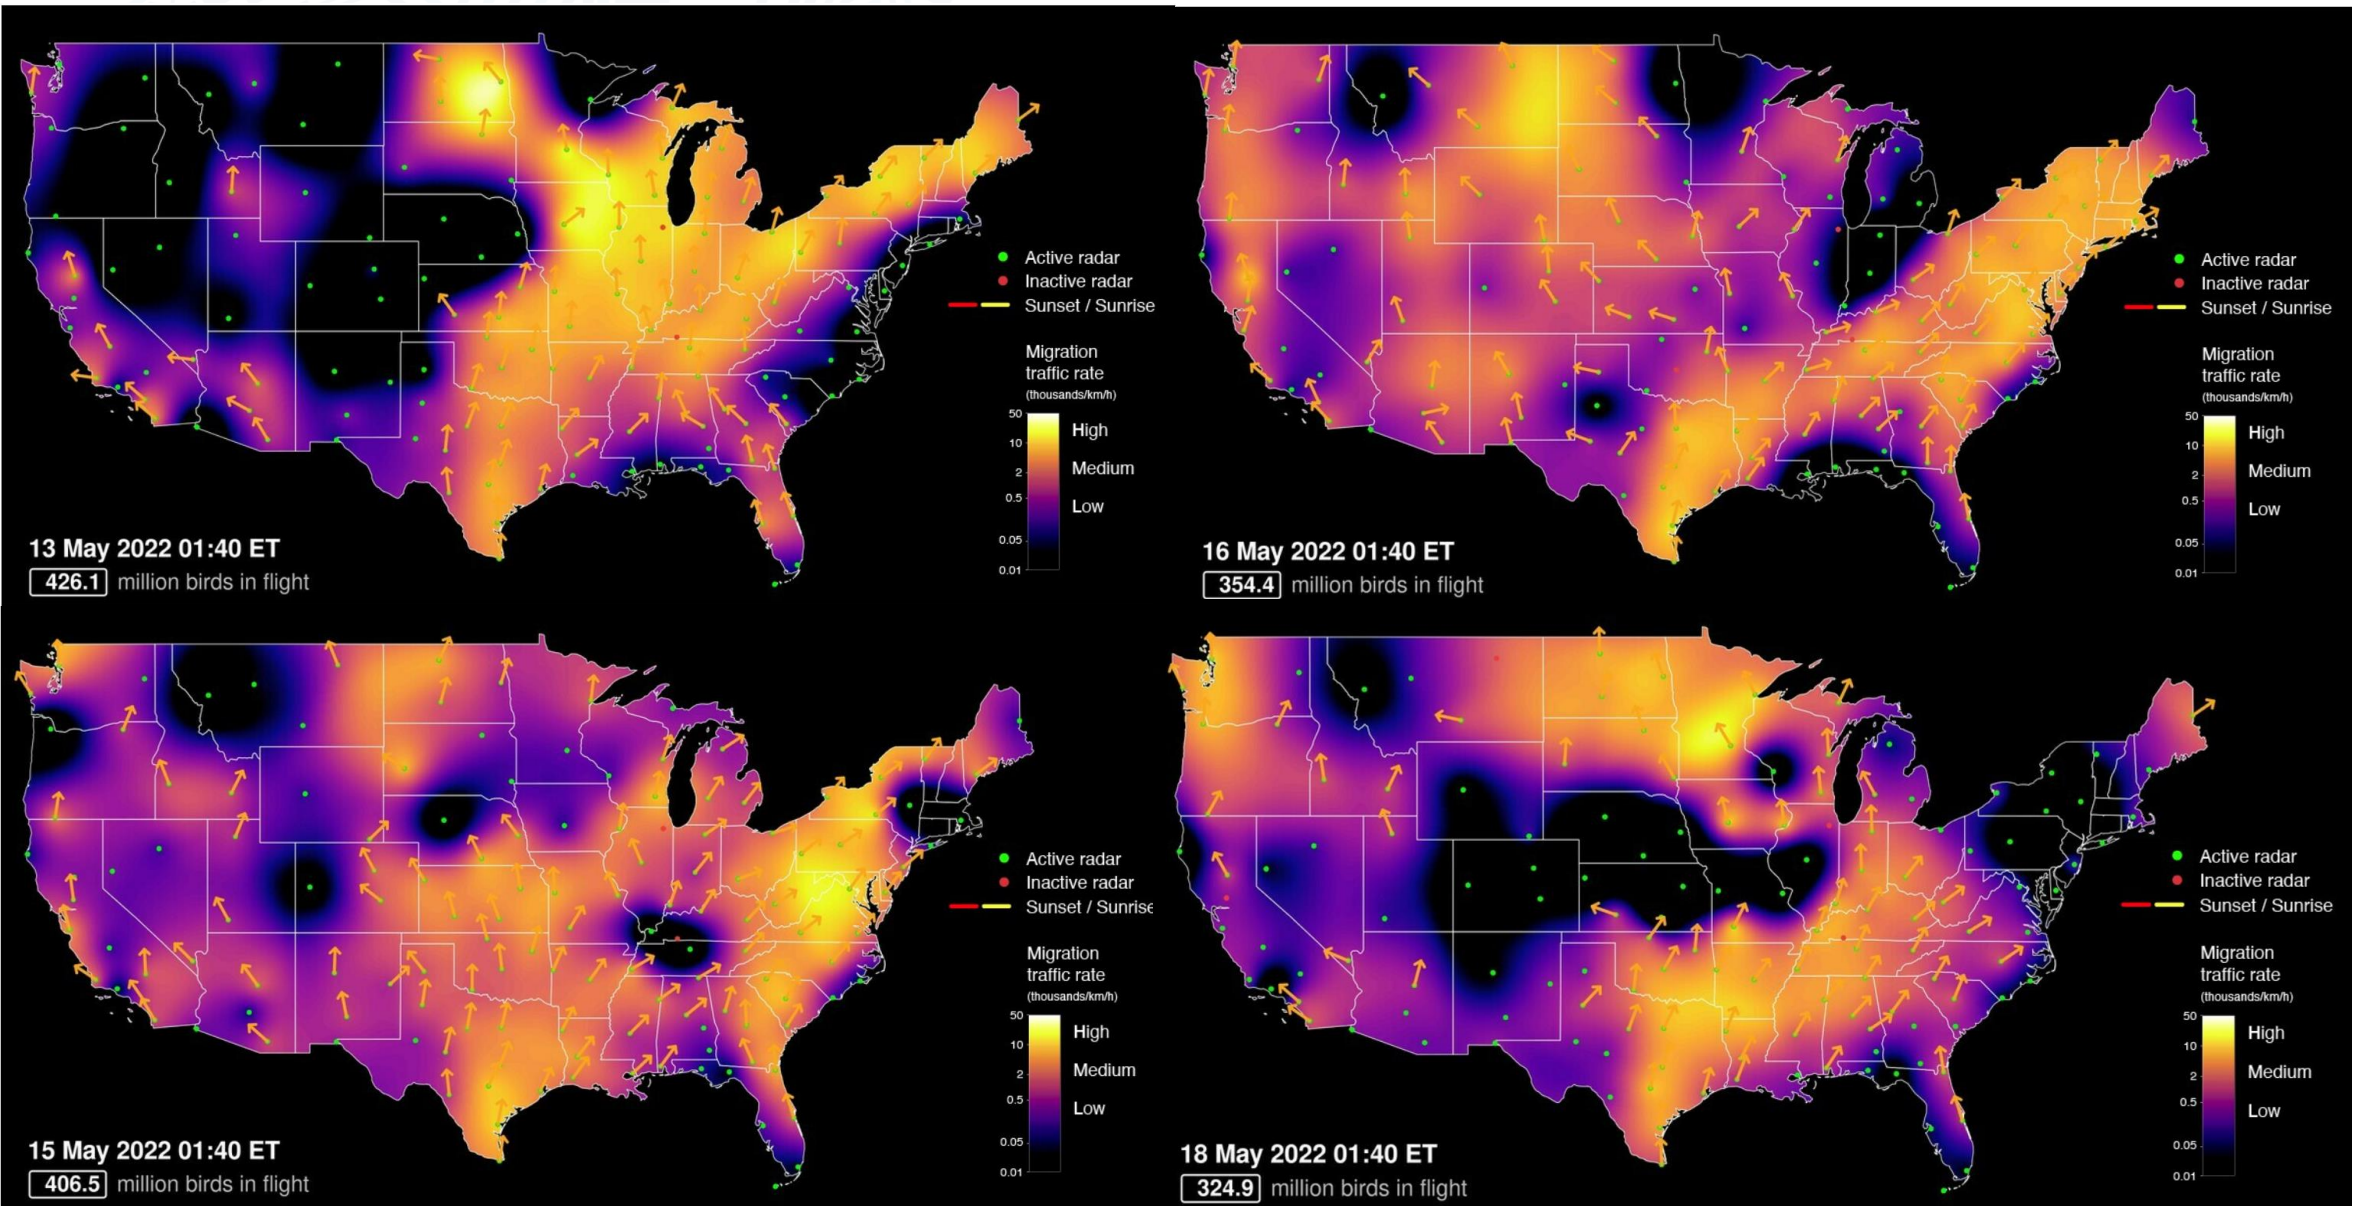 Active radar
Inactive radar
Sunset / Sunrise
Migration
traffic rate
(thousands/km/h)
50
High
10
Medium
2
0.5
Low
0.05
0.01
13 May 2022 01:40 ET
426.1 million birds in flight
Active radar
Inactive radar
Sunset / Sunrise
Migration
traffic rate
(thousands/km/h)
50
High
10
Medium
2
0.5
Low
0.05
0.01
16 May 2022 01:40 ET
354.4 million birds in flight
Active radar
Inactive radar
Sunset / Sunrise
Migration
traffic rate
(thousands/km/h)
50
High
10
Medium
2
0.5
Low
0.05
0.01
15 May 2022 01:40 ET
406.5 million birds in flight
Active radar
Inactive radar
Sunset / Sunrise
Migration
traffic rate
(thousands/km/h)
50
High
10
Medium
2
0.5
Low
0.05
0.01
18 May 2022 01:40 ET
324.9 million birds in flight